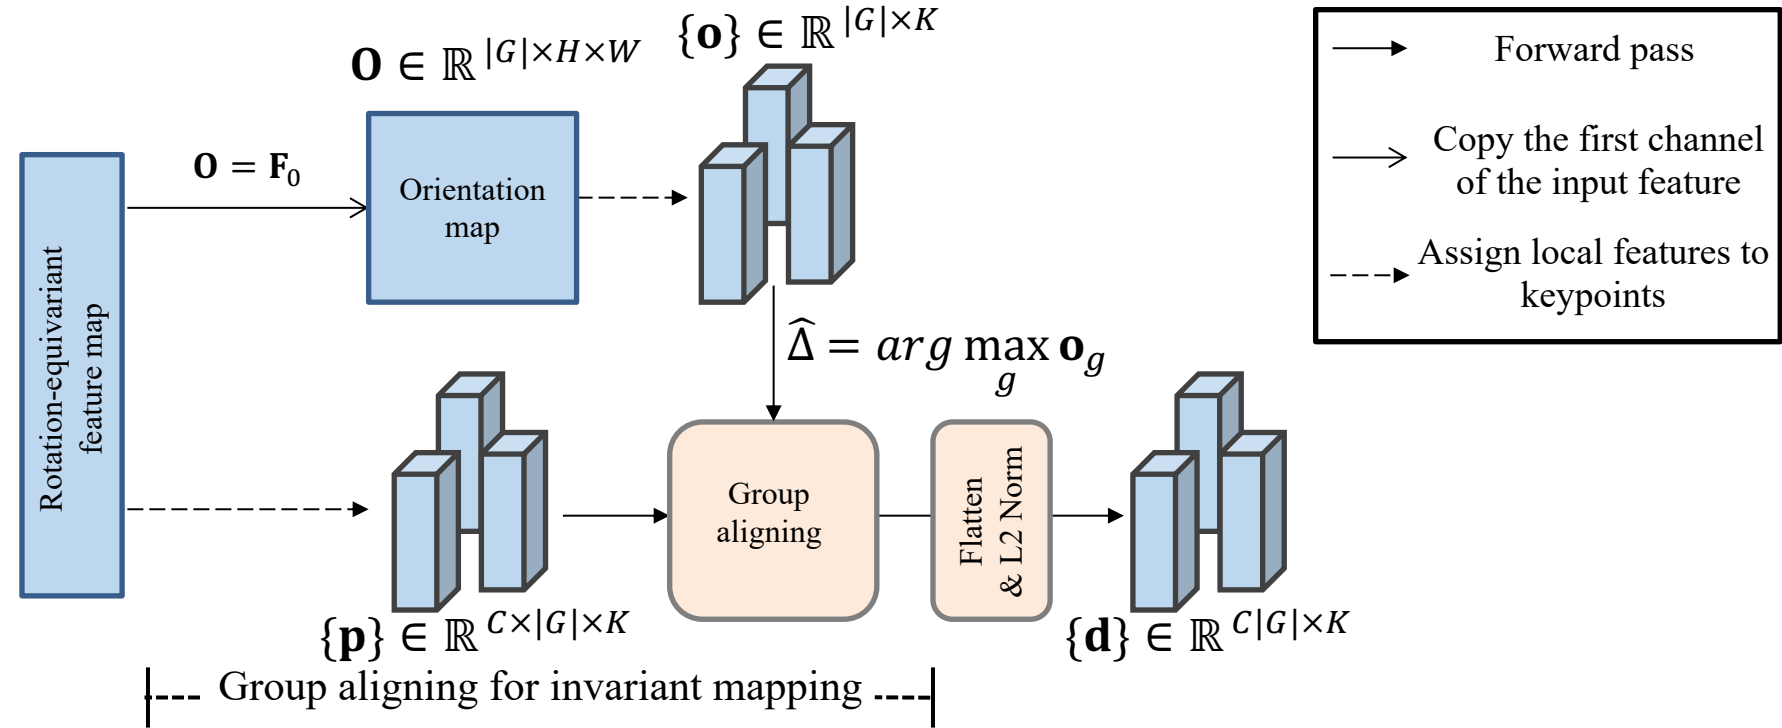 𝐎 ∈ ℝ^{|G|×H×W}
{𝐨} ∈ ℝ^{|G|×K}
𝐎 = 𝐅₀
Orientation
map
Rotation-equivariant
feature map
Δ̂ = arg max_g 𝐨_g
Group
aligning
Flatten
& L2 Norm
{𝐩} ∈ ℝ^{C×|G|×K}
{𝐝} ∈ ℝ^{C|G|×K}
Group aligning for invariant mapping
Forward pass
Copy the first channel
of the input feature
Assign local features to
keypoints